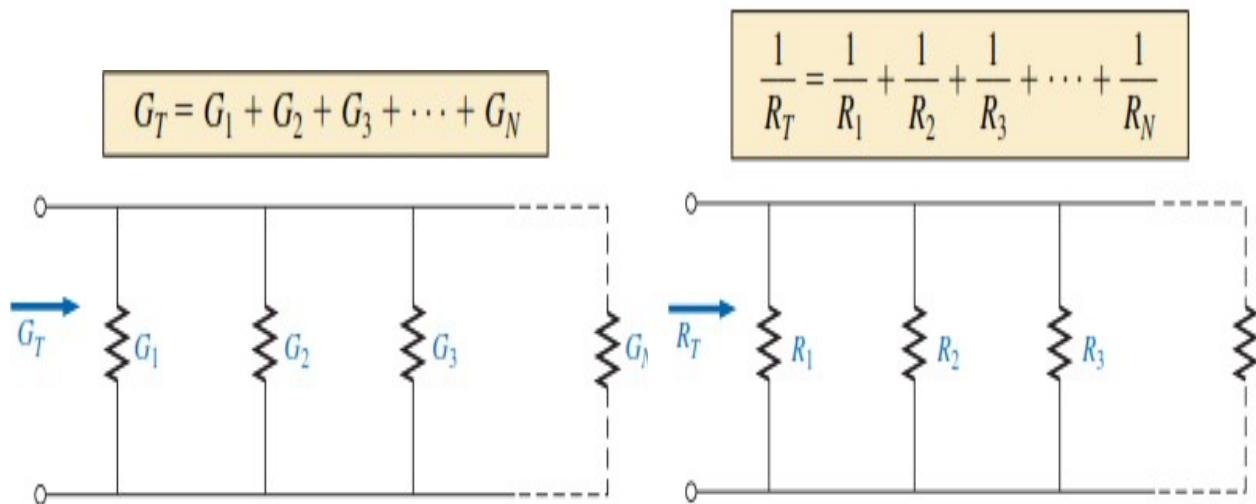 G_T = G_1 + G_2 + G_3 + ⋯ + G_N
1/R_T = 1/R_1 + 1/R_2 + 1/R_3 + ⋯ + 1/R_N
G_T
G_1
G_2
G_3
R_T
R_1
R_2
R_3